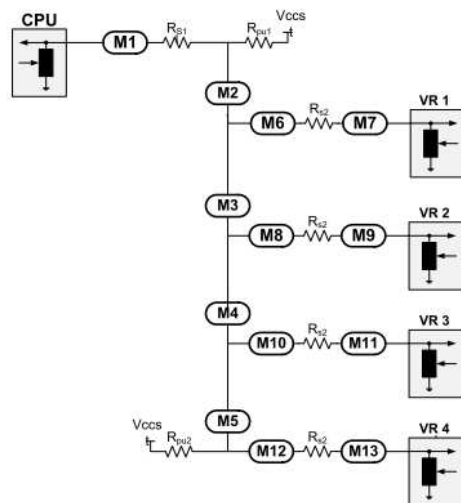 CPU
M1
RS1
Rpu1
Vccs
M2
VR 1
M6
Rs2
M7
M3
VR 2
M8
Rs2
M9
M4
VR 3
M10
Rs2
M11
M5
Vccs
Rpu2
VR 4
M12
Rs2
M13